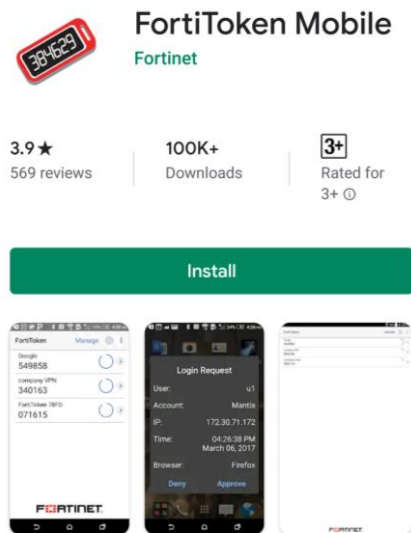 384629
FortiToken Mobile
Fortinet
3.9★
569 reviews
100K+
Downloads
3+
Rated for
3+ ⓘ
Install
FortiToken Manage
Google
549858
company VPN
340163
FortiToken 78FD
071615
FORTINET
Login Request
User: u1
Account: Mantis
IP: 172.30.71.172
Time: 04:26:38 PM
March 06, 2017
Browser: Firefox
Deny Approve
FORTINET